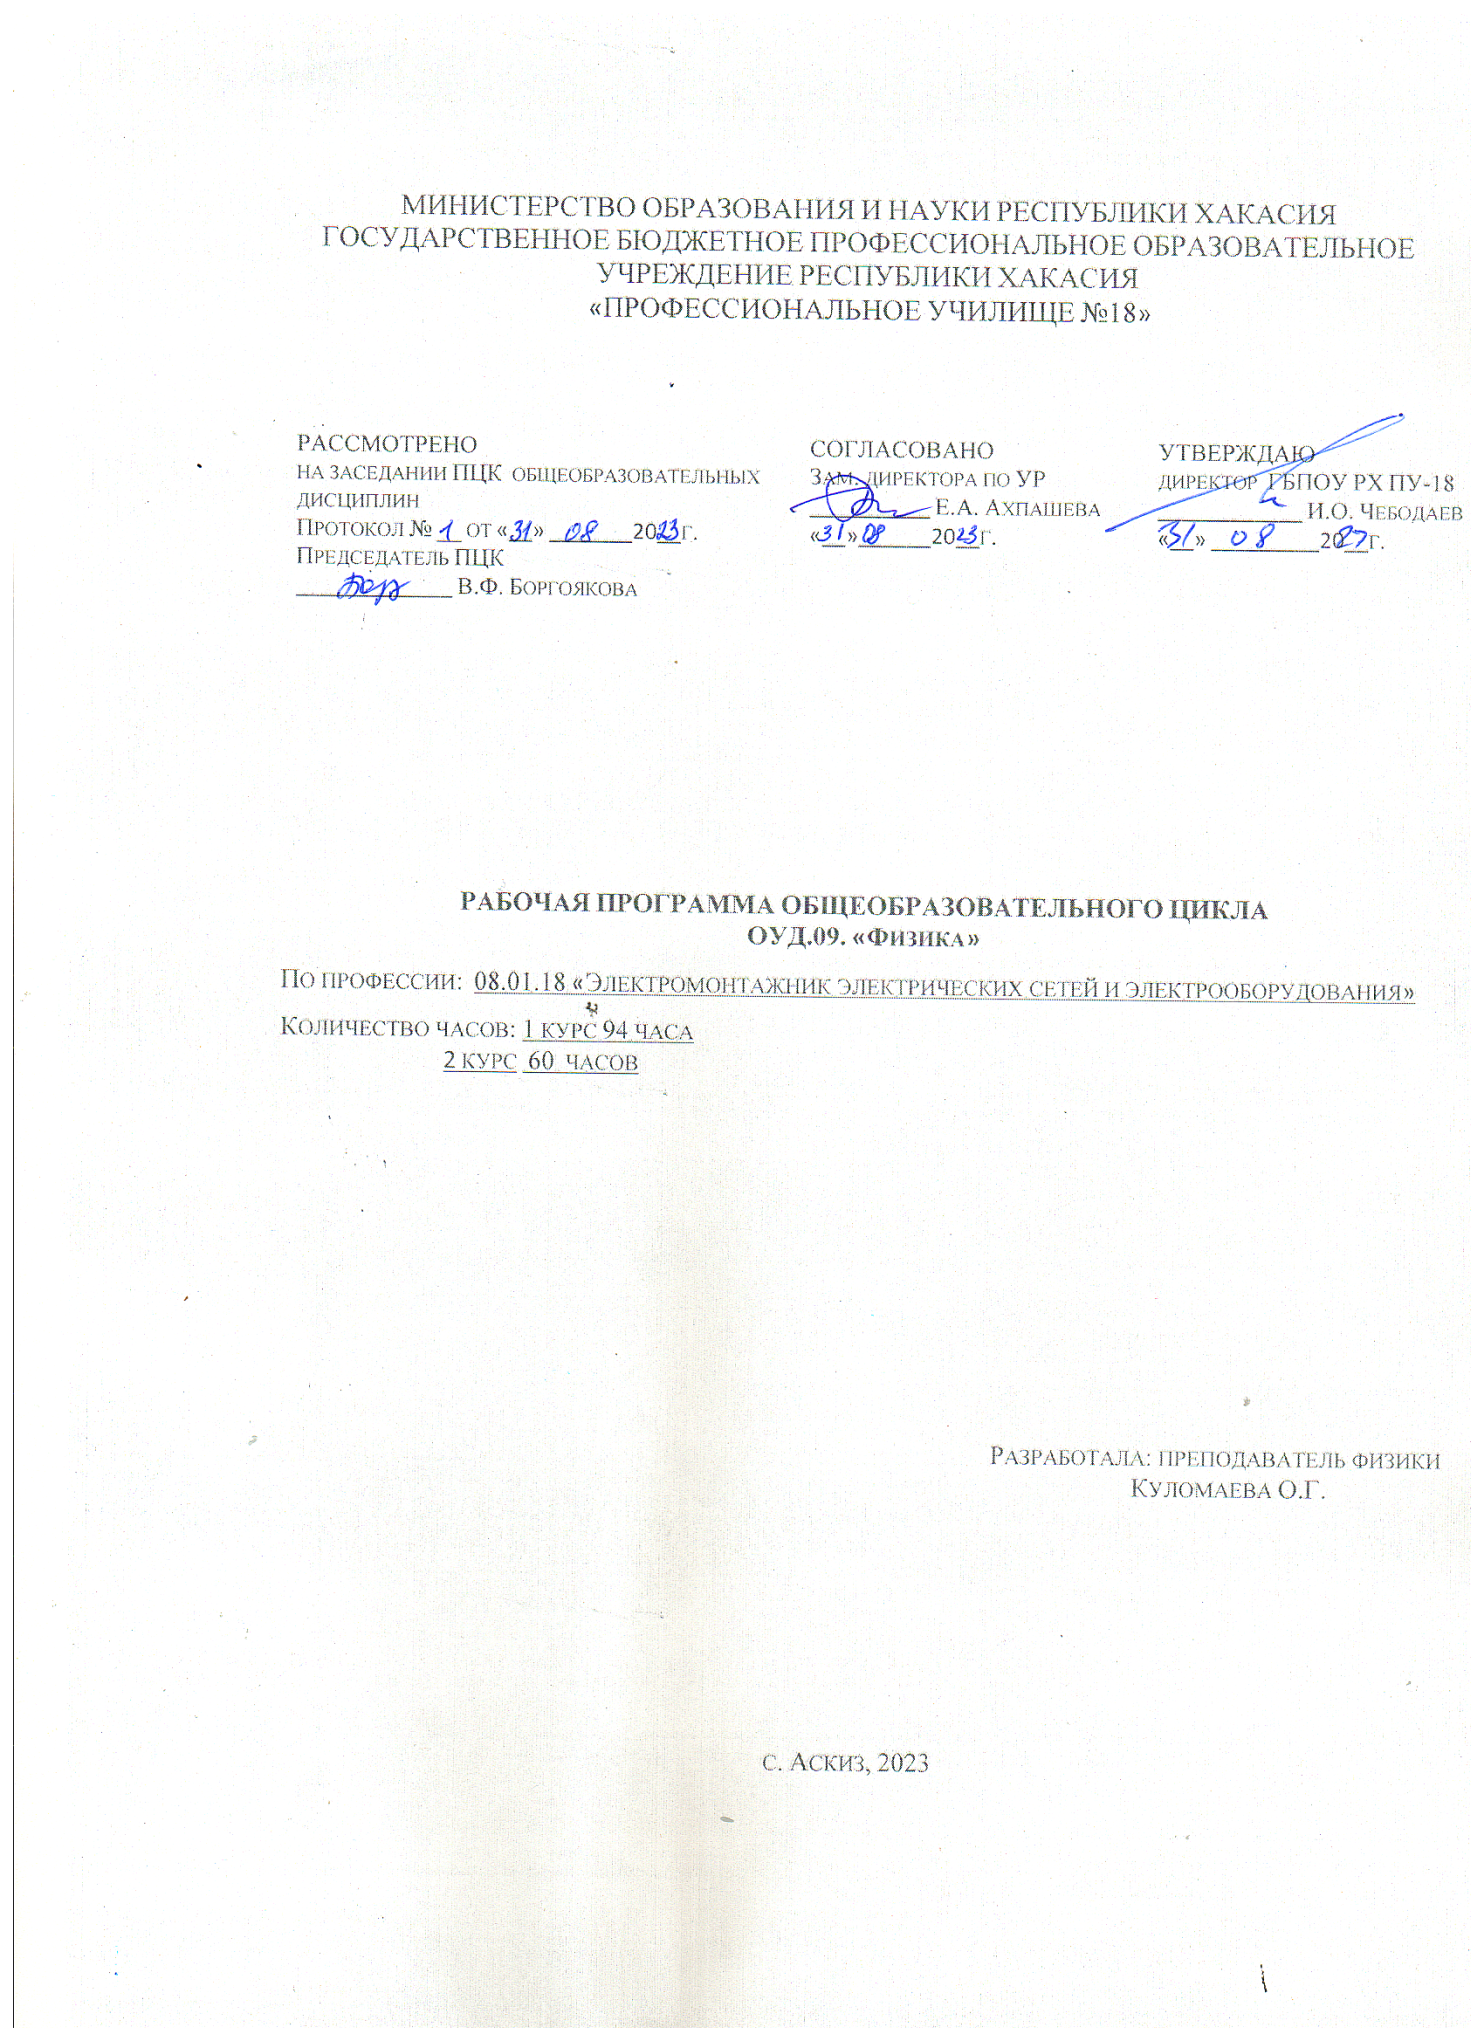 МИНИСТЕРСТВО ОБРАЗОВАНИЯ И НАУКИ РЕСПУБЛИКИ ХАКАСИЯ
ГОСУДАРСТВЕННОЕ БЮДЖЕТНОЕ ПРОФЕССИОНАЛЬНОЕ ОБРАЗОВАТЕЛЬНОЕ
УЧРЕЖДЕНИЕ РЕСПУБЛИКИ ХАКАСИЯ
«ПРОФЕССИОНАЛЬНОЕ УЧИЛИЩЕ №18»
РАССМОТРЕНО
НА ЗАСЕДАНИИ ПЦК ОБЩЕОБРАЗОВАТЕЛЬНЫХ
ДИСЦИПЛИН
ПРОТОКОЛ № 1 ОТ «31» 08 2023Г.
ПРЕДСЕДАТЕЛЬ ПЦК
В.Ф. БОРГОЯКОВА
СОГЛАСОВАНО
ЗАМ. ДИРЕКТОРА ПО УР
Е.А. АХПАШЕВА
«31» 08 2023Г.
УТВЕРЖДАЮ
ДИРЕКТОР ГБПОУ РХ ПУ-18
И.О. ЧЕБОДАЕВ
«31» 08 20 Г.
РАБОЧАЯ ПРОГРАММА ОБЩЕОБРАЗОВАТЕЛЬНОГО ЦИКЛА
ОУД.09. «ФИЗИКА»
ПО ПРОФЕССИИ: 08.01.18 «ЭЛЕКТРОМОНТАЖНИК ЭЛЕКТРИЧЕСКИХ СЕТЕЙ И ЭЛЕКТРООБОРУДОВАНИЯ»
КОЛИЧЕСТВО ЧАСОВ: 1 КУРС 94 ЧАСА
2 КУРС 60 ЧАСОВ
РАЗРАБОТАЛА: ПРЕПОДАВАТЕЛЬ ФИЗИКИ
КУЛОМАЕВА О.Г.
С. АСКИЗ, 2023